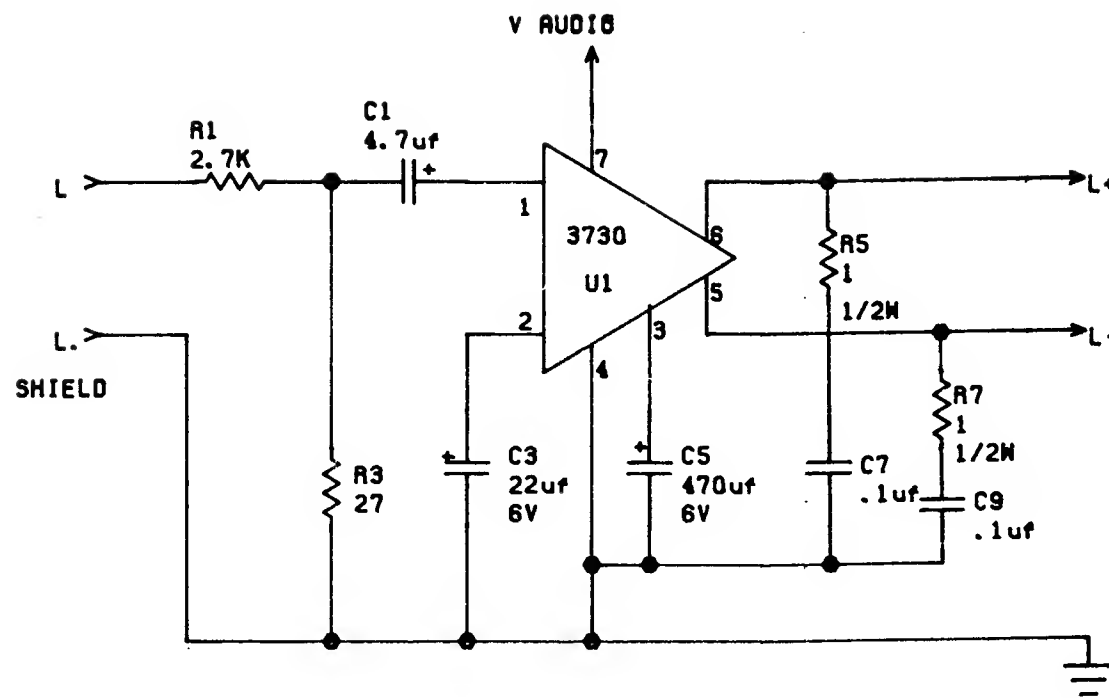 V AUDIO
C1
4.7uf
R1
2.7K
L
7
1
3730
U1
6
L+
R5
1
1/2W
5
2
3
L.
L-
SHIELD
4
R7
1
1/2W
C3
22uf
6V
C5
470uf
6V
R3
27
C7
.1uf
C9
.1uf
+
+
+